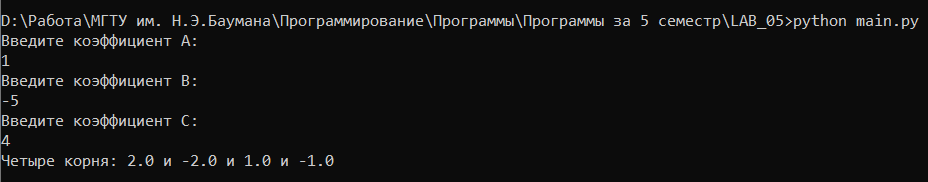 D:\Работа\МГТУ им. Н.Э.Баумана\Программирование\Программы\Программы за 5 семестр\LAB_05>python main.py
Введите коэффициент A:
1
Введите коэффициент B:
-5
Введите коэффициент C:
4
Четыре корня: 2.0 и -2.0 и 1.0 и -1.0